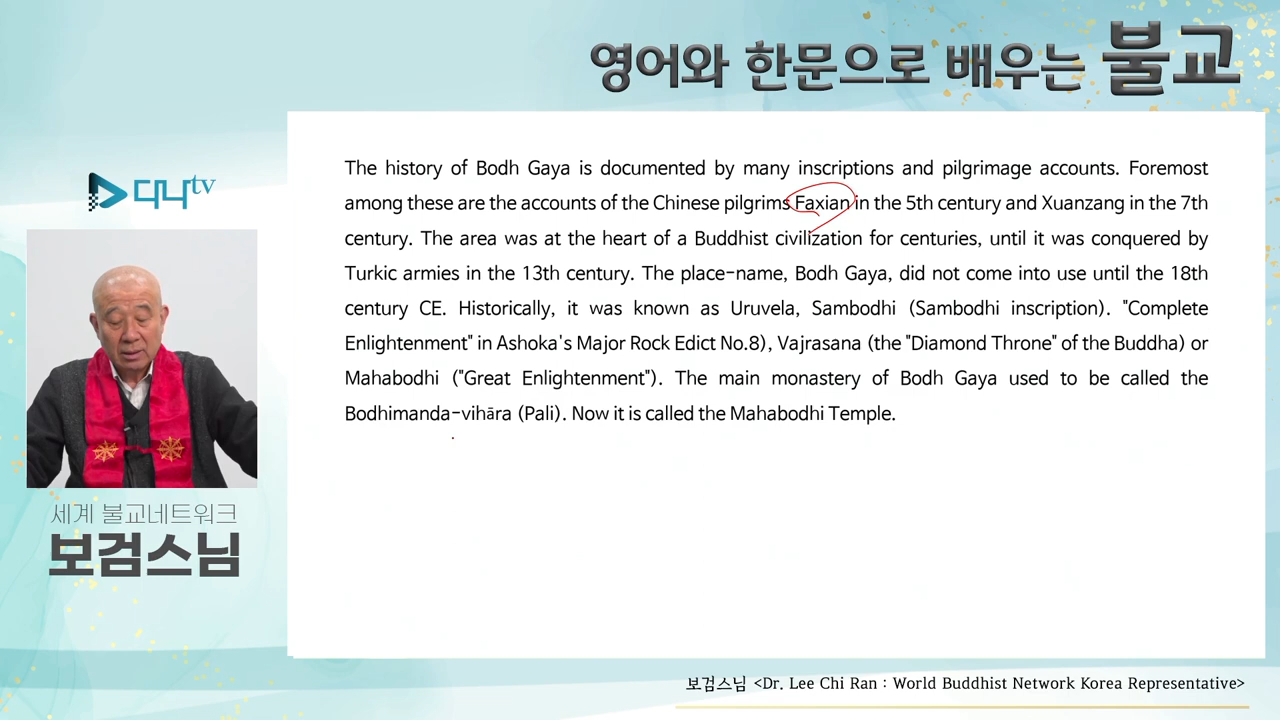 영어와 한문으로 배우는 불교
The history of Bodh Gaya is documented by many inscriptions and pilgrimage accounts. Foremost
among these are the accounts of the Chinese pilgrims Faxian in the 5th century and Xuanzang in the 7th
century. The area was at the heart of a Buddhist civilization for centuries, until it was conquered by
Turkic armies in the 13th century. The place-name, Bodh Gaya, did not come into use until the 18th
century CE. Historically, it was known as Uruvela, Sambodhi (Sambodhi inscription). "Complete
Enlightenment" in Ashoka's Major Rock Edict No.8), Vajrasana (the "Diamond Throne" of the Buddha) or
Mahabodhi ("Great Enlightenment"). The main monastery of Bodh Gaya used to be called the
Bodhimanda-vihāra (Pali). Now it is called the Mahabodhi Temple.
다나tv
세계 불교네트워크
보검스님
보검스님 <Dr. Lee Chi Ran : World Buddhist Network Korea Representative>